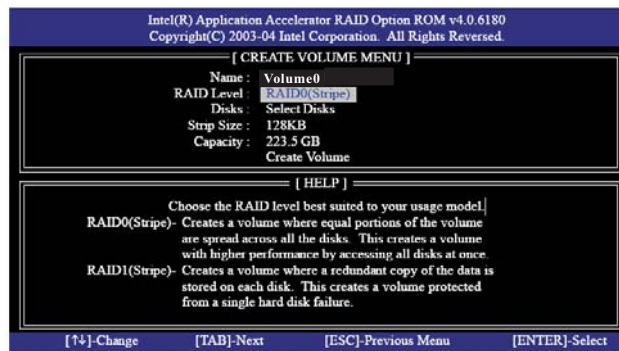 Intel(R) Application Accelerator RAID Option ROM v4.0.6180
Copyright(C) 2003-04 Intel Corporation. All Rights Reversed.
[ CREATE VOLUME MENU ]
Name : Volume0
RAID Level : RAID0(Stripe)
Disks : Select Disks
Strip Size : 128KB
Capacity : 223.5 GB
Create Volume
[ HELP ]
Choose the RAID level best suited to your usage model.
RAID0(Stripe)- Creates a volume where equal portions of the volume
are spread across all the disks. This creates a volume
with higher performance by accessing all disks at once.
RAID1(Stripe)- Creates a volume where a redundant copy of the data is
stored on each disk. This creates a volume protected
from a single hard disk failure.
[↑↓]-Change [TAB]-Next [ESC]-Previous Menu [ENTER]-Select